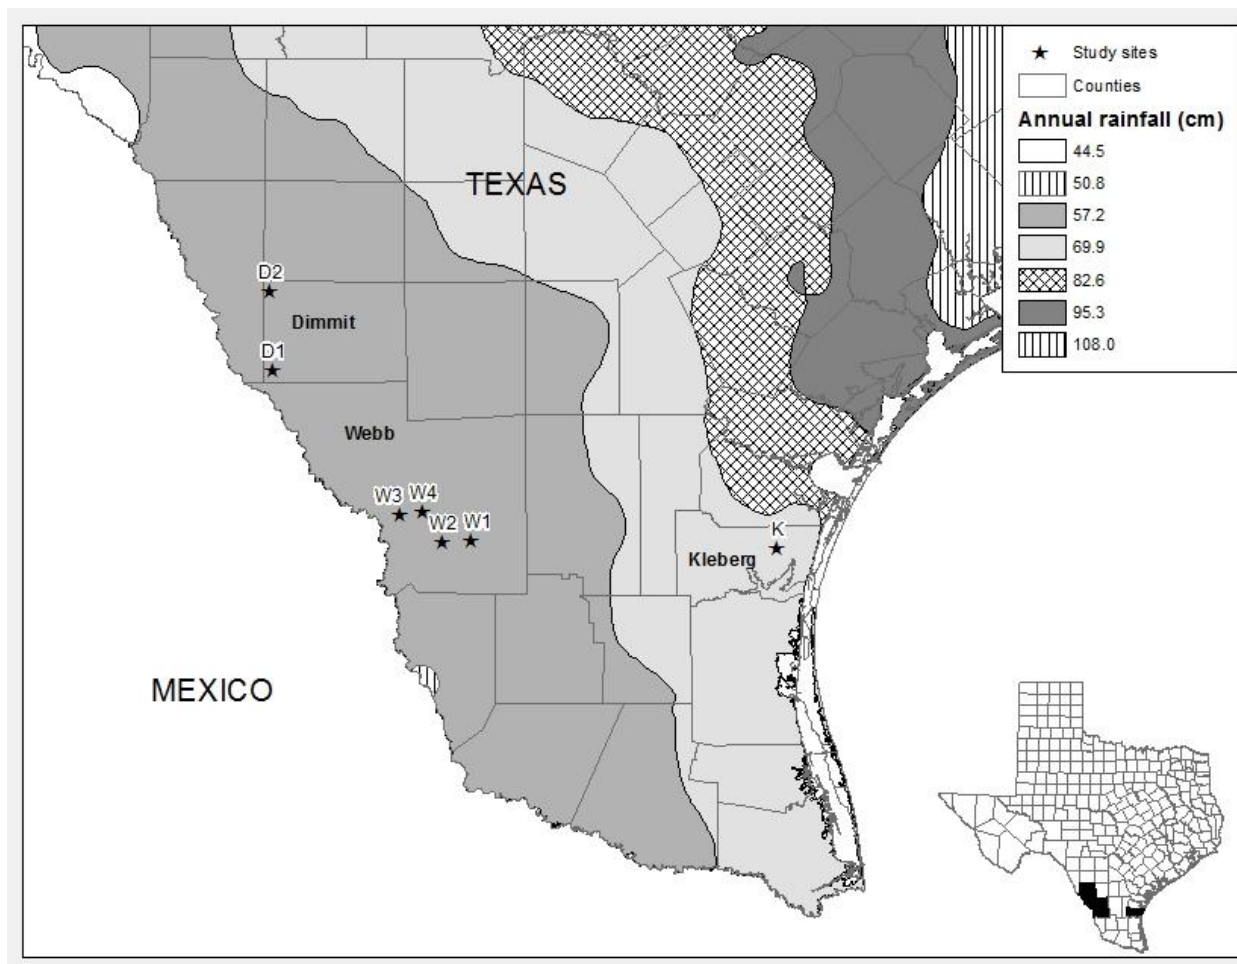 Study sites
Counties
Annual rainfall (cm)
44.5
50.8
57.2
69.9
82.6
95.3
108.0
TEXAS
D2
Dimmit
D1
Webb
W3 W4
W2 W1
K
Kleberg
MEXICO